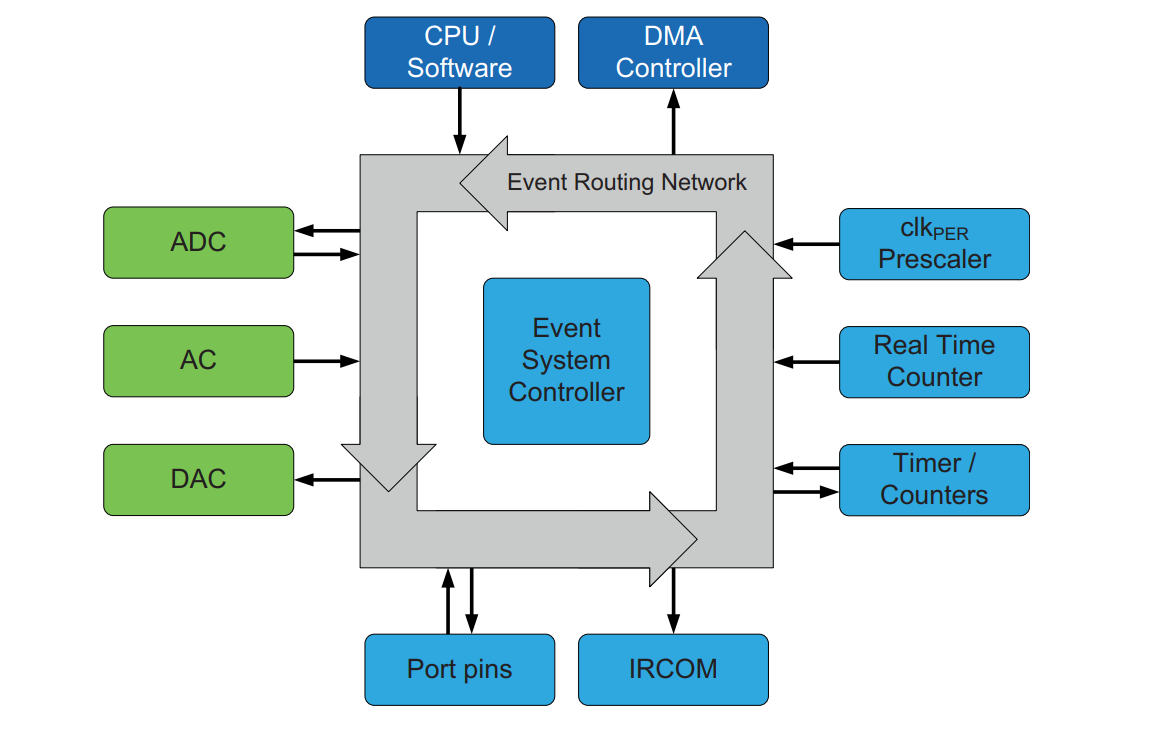 CPU /
Software
DMA
Controller
Event Routing Network
ADC
clkPER
Prescaler
Event
System
Controller
AC
Real Time
Counter
DAC
Timer /
Counters
Port pins
IRCOM